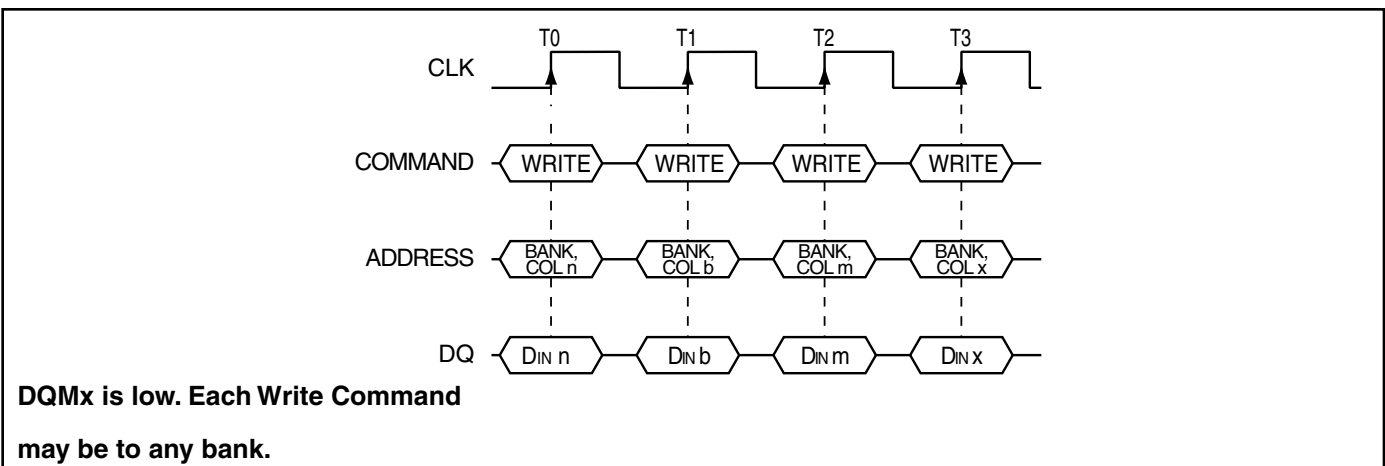 T0 T1 T2 T3
CLK
COMMAND WRITE WRITE WRITE WRITE
ADDRESS BANK, COL n BANK, COL b BANK, COL m BANK, COL x
DQ DIN n DIN b DIN m DIN x
DQMx is low. Each Write Command
may be to any bank.